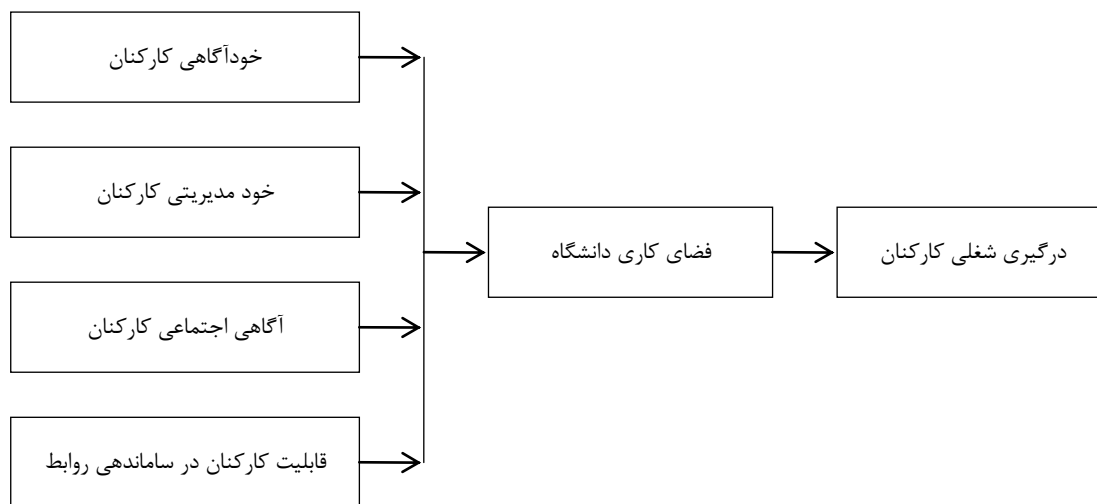 خودآگاهی کارکنان
خود مدیریتی کارکنان
آگاهی اجتماعی کارکنان
قابلیت کارکنان در ساماندهی روابط
فضای کاری دانشگاه
درگیری شغلی کارکنان